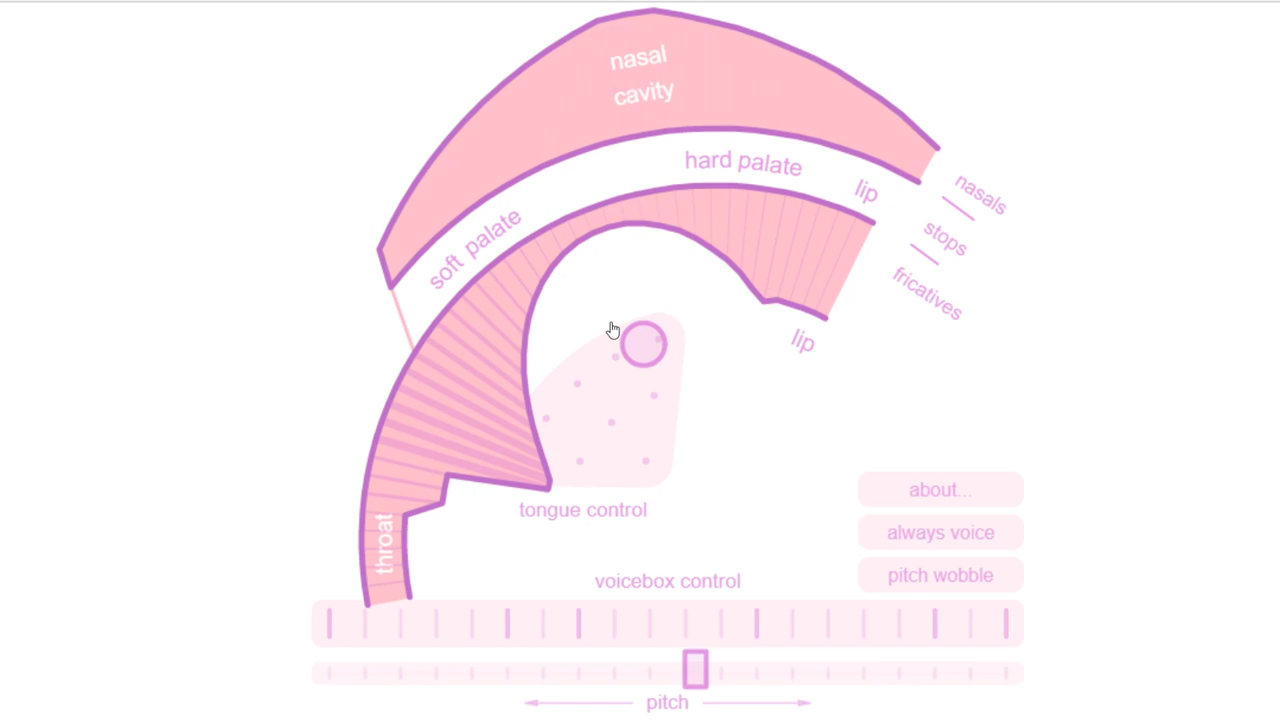 nasal
cavity
hard palate
lip
nasals
soft palate
stops
fricatives
lip
about...
tongue control
throat
always voice
voicebox control
pitch wobble
pitch